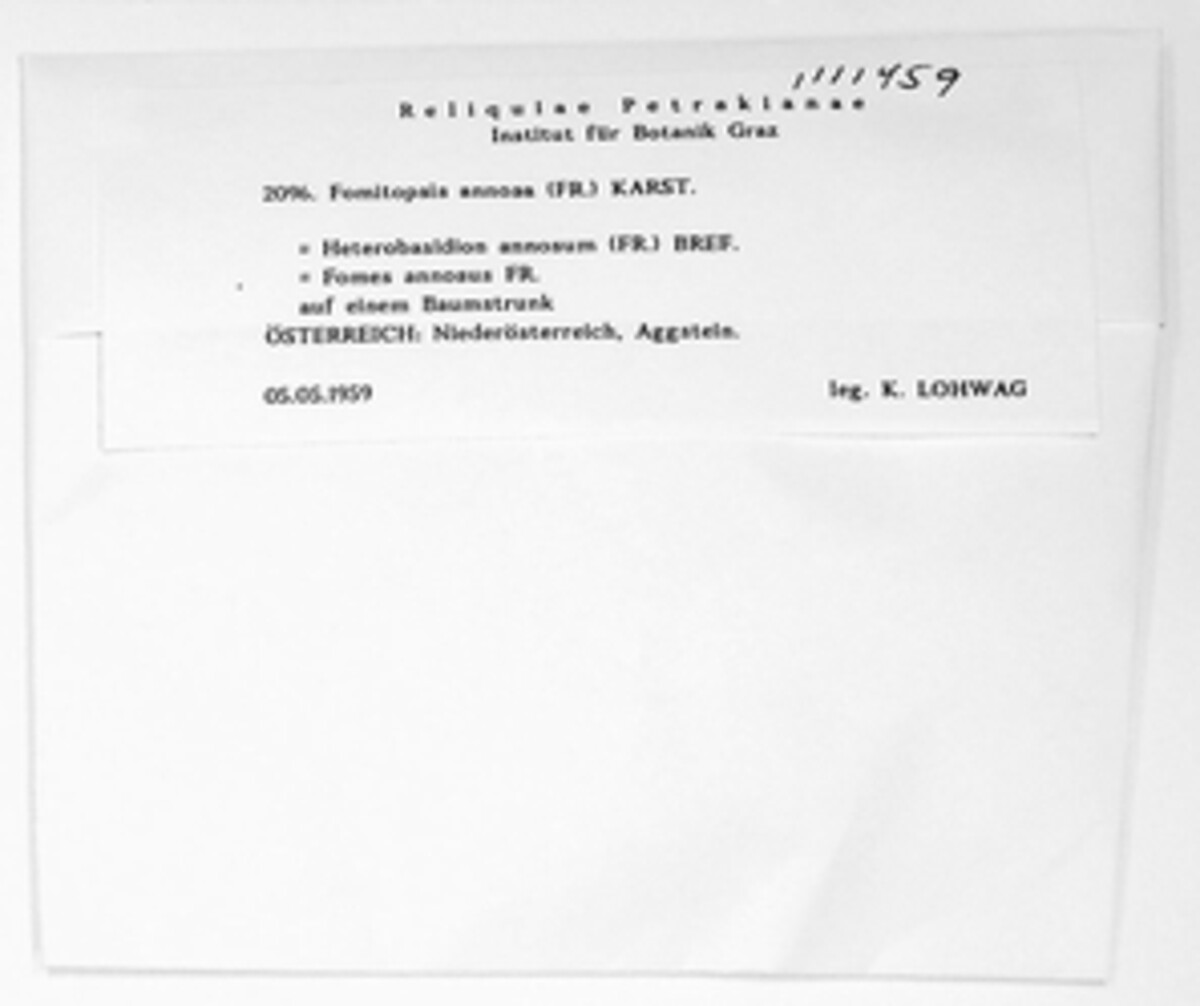 1111459
Reliquiae Petrakianae
Institut für Botanik Graz
2096. Fomitopsis annosa (FR.) KARST.
= Heterobasidion annosum (FR.) BREF.
= Fomes annosus FR.
auf einem Baumstrunk
ÖSTERREICH: Niederösterreich, Aggstein.
05.05.1959 leg. K. LOHWAG